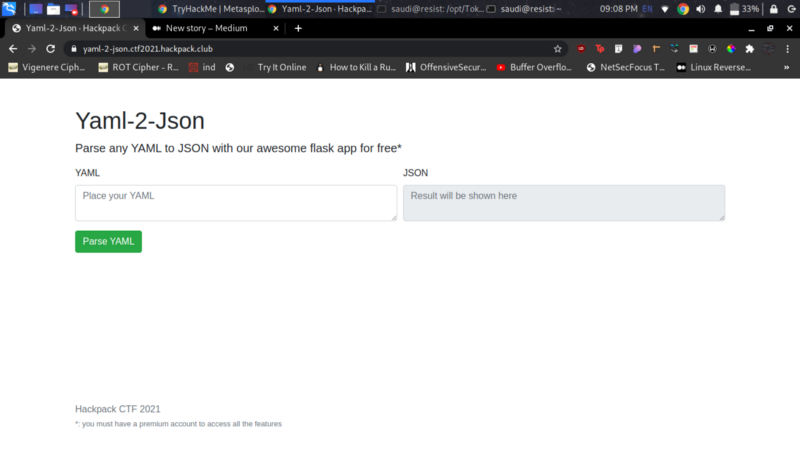 TryHackMe | Metasplo...
Yaml-2-Json · Hackpa...
saudi@resist: /opt/Tok...
saudi@resist: ~
09:08 PM
EN
33%
Yaml-2-Json · Hackpack C
New story – Medium
yaml-2-json.ctf2021.hackpack.club
Vigenere Ciph...
ROT Cipher - R...
ind
Try It Online
How to Kill a Ru...
OffensiveSecur...
Buffer Overflo...
NetSecFocus T...
Linux Reverse...
Yaml-2-Json
Parse any YAML to JSON with our awesome flask app for free*
YAML
JSON
Place your YAML
Result will be shown here
Parse YAML
Hackpack CTF 2021
*: you must have a premium account to access all the features